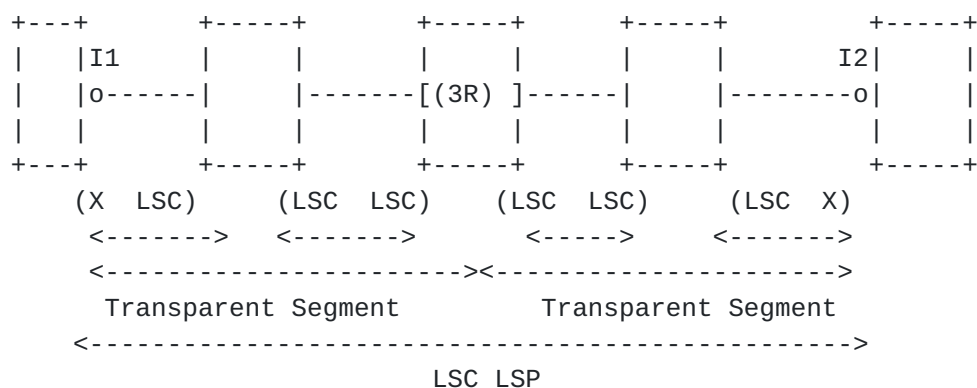 +---+       +-----+       +-----+      +-----+         +-----+
|   |I1     |     |       |     |      |     |       I2|     |
|   |o------|     |-------[(3R) ]------|     |--------o|     |
|   |       |     |       |     |      |     |         |     |
+---+       +-----+       +-----+      +-----+         +-----+
    (X  LSC)     (LSC  LSC)    (LSC  LSC)     (LSC  X)
     <------->   <------->       <----->     <------->
     <-----------------------><---------------------->
      Transparent Segment         Transparent Segment
    <------------------------------------------------->
                          LSC LSP